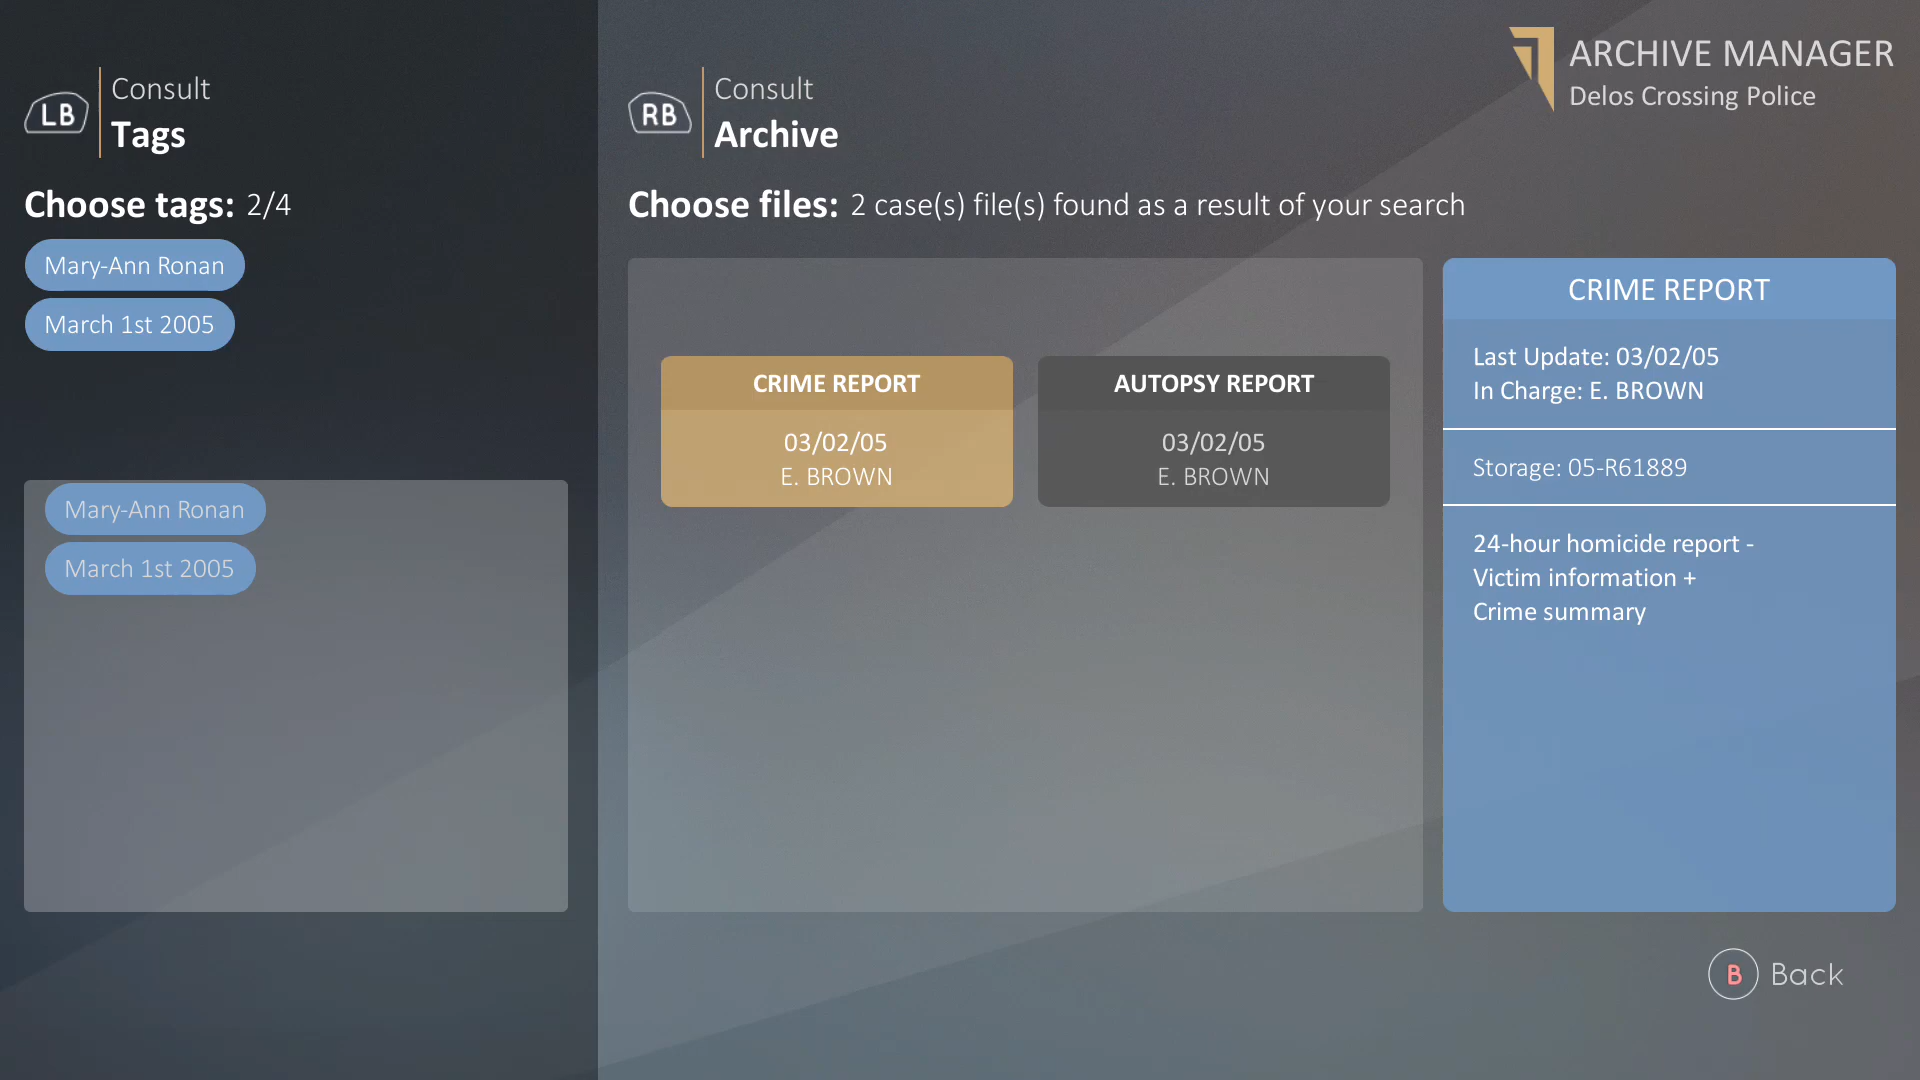 LB
Consult
Tags
Choose tags: 2/4
Mary-Ann Ronan
March 1st 2005
Mary-Ann Ronan
March 1st 2005
RB
Consult
Archive
ARCHIVE MANAGER
Delos Crossing Police
Choose files: 2 case(s) file(s) found as a result of your search
CRIME REPORT
03/02/05
E. BROWN
AUTOPSY REPORT
03/02/05
E. BROWN
CRIME REPORT
Last Update: 03/02/05
In Charge: E. BROWN
Storage: 05-R61889
24-hour homicide report -
Victim information +
Crime summary
B Back